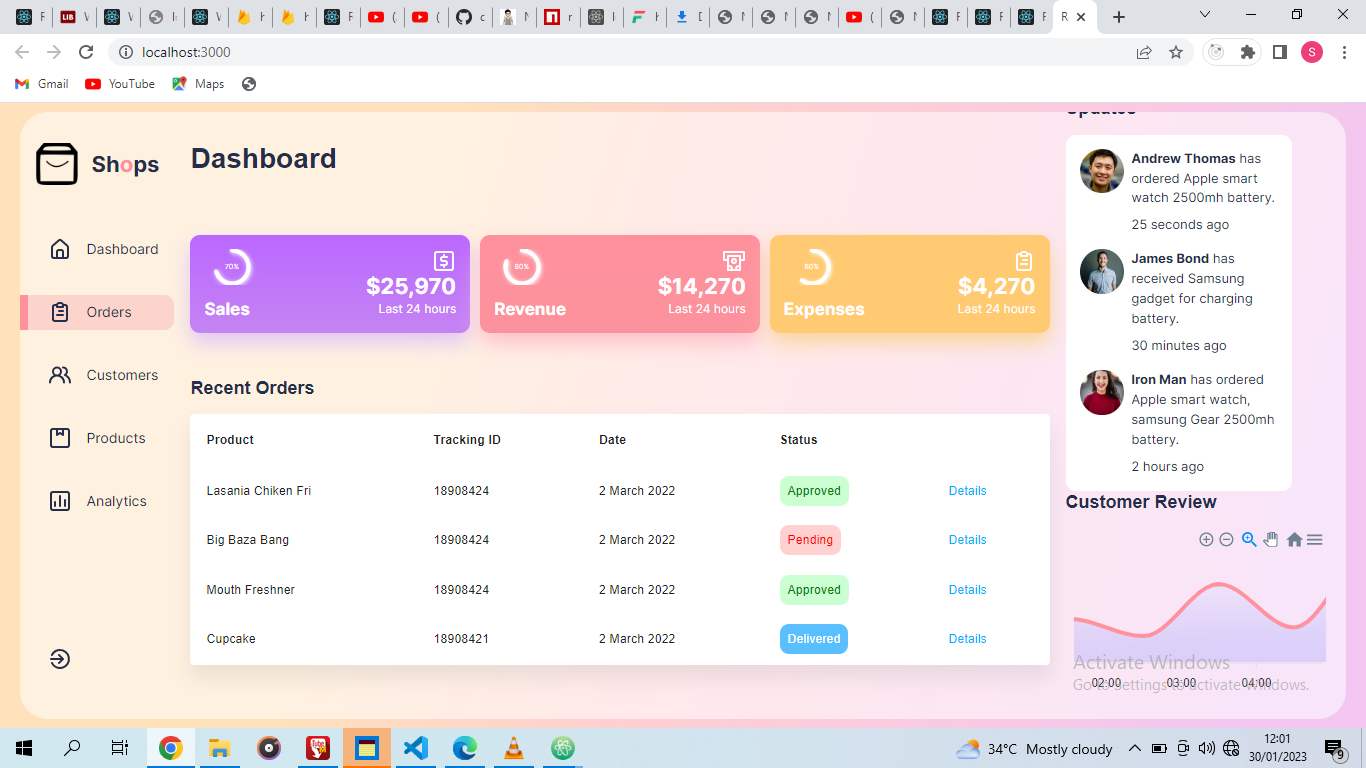 localhost:3000
S
Gmail
YouTube
Maps
Shops
Dashboard
Orders
Customers
Products
Analytics
Dashboard
70%
$25,970
Sales
Last 24 hours
80%
$14,270
Revenue
Last 24 hours
60%
$4,270
Expenses
Last 24 hours
Recent Orders
Product Tracking ID Date Status
Lasania Chiken Fri 18908424 2 March 2022 Approved Details
Big Baza Bang 18908424 2 March 2022 Pending Details
Mouth Freshner 18908424 2 March 2022 Approved Details
Cupcake 18908421 2 March 2022 Delivered Details
Updates
Andrew Thomas has
ordered Apple smart
watch 2500mh battery.
25 seconds ago
James Bond has
received Samsung
gadget for charging
battery.
30 minutes ago
Iron Man has ordered
Apple smart watch,
samsung Gear 2500mh
battery.
2 hours ago
Customer Review
02:00 03:00 04:00
Activate Windows
Go to Settings to activate Windows.
34°C Mostly cloudy
12:01
30/01/2023
9